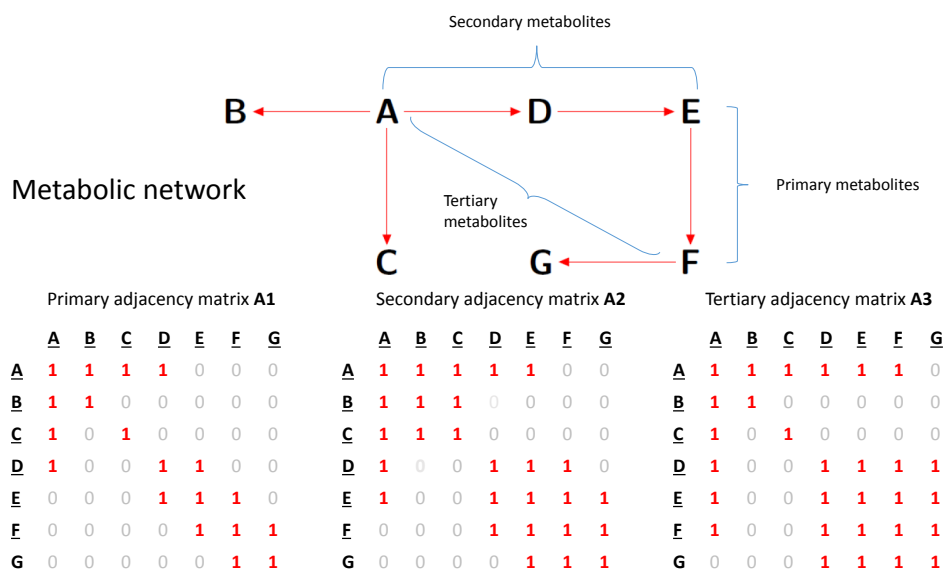 Secondary metabolites
B A D E
Metabolic network
Tertiary
metabolites
Primary metabolites
C G F
Primary adjacency matrix A1
A B C D E F G
A 1 1 1 1 0 0 0
B 1 1 0 0 0 0 0
C 1 0 1 0 0 0 0
D 1 0 0 1 1 0 0
E 0 0 0 1 1 1 0
F 0 0 0 0 1 1 1
G 0 0 0 0 0 1 1
Secondary adjacency matrix A2
A B C D E F G
A 1 1 1 1 1 0 0
B 1 1 1 0 0 0 0
C 1 1 1 0 0 0 0
D 1 0 0 1 1 1 0
E 1 0 0 1 1 1 1
F 0 0 0 1 1 1 1
G 0 0 0 0 1 1 1
Tertiary adjacency matrix A3
A B C D E F G
A 1 1 1 1 1 1 0
B 1 1 0 0 0 0 0
C 1 0 1 0 0 0 0
D 1 0 0 1 1 1 1
E 1 0 0 1 1 1 1
F 1 0 0 1 1 1 1
G 0 0 0 1 1 1 1